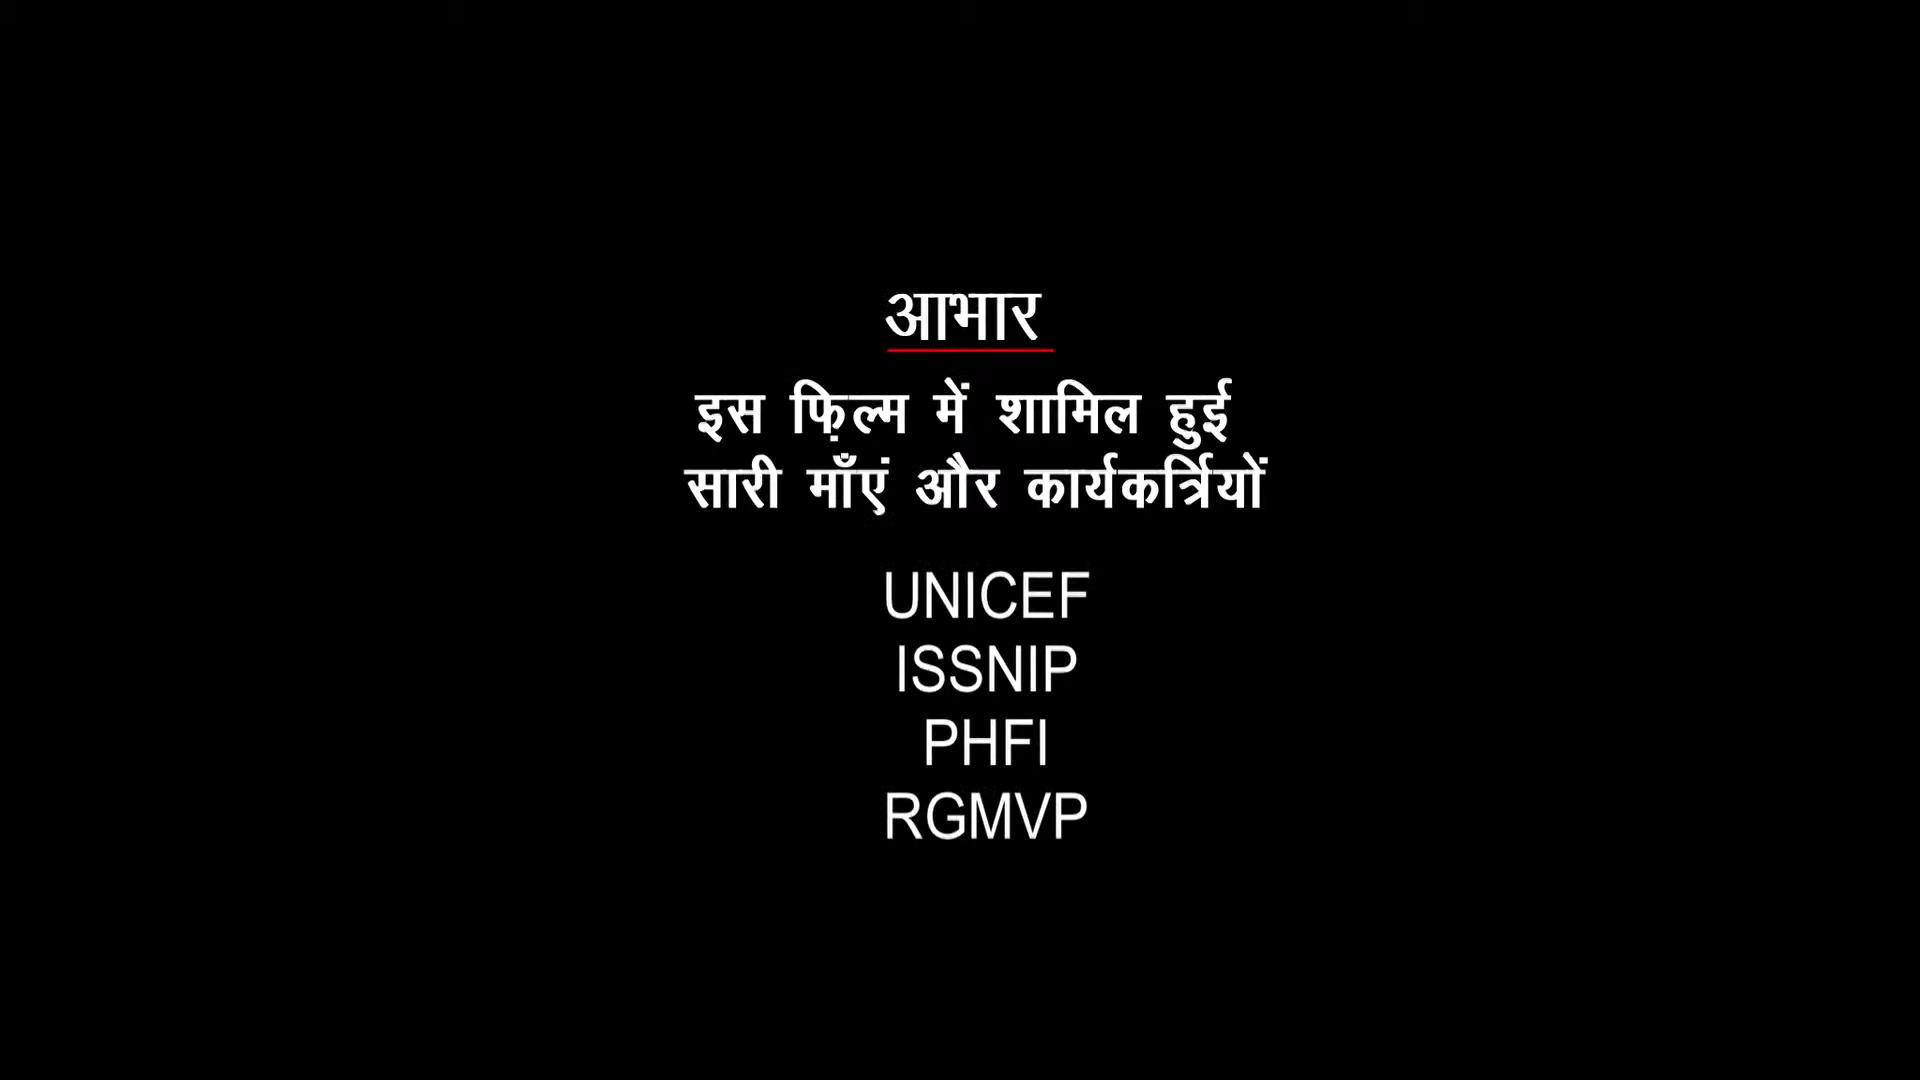 आभार
इस फ़िल्म में शामिल हुई
सारी माँएं और कार्यकर्त्रियों
UNICEF
ISSNIP
PHFI
RGMVP